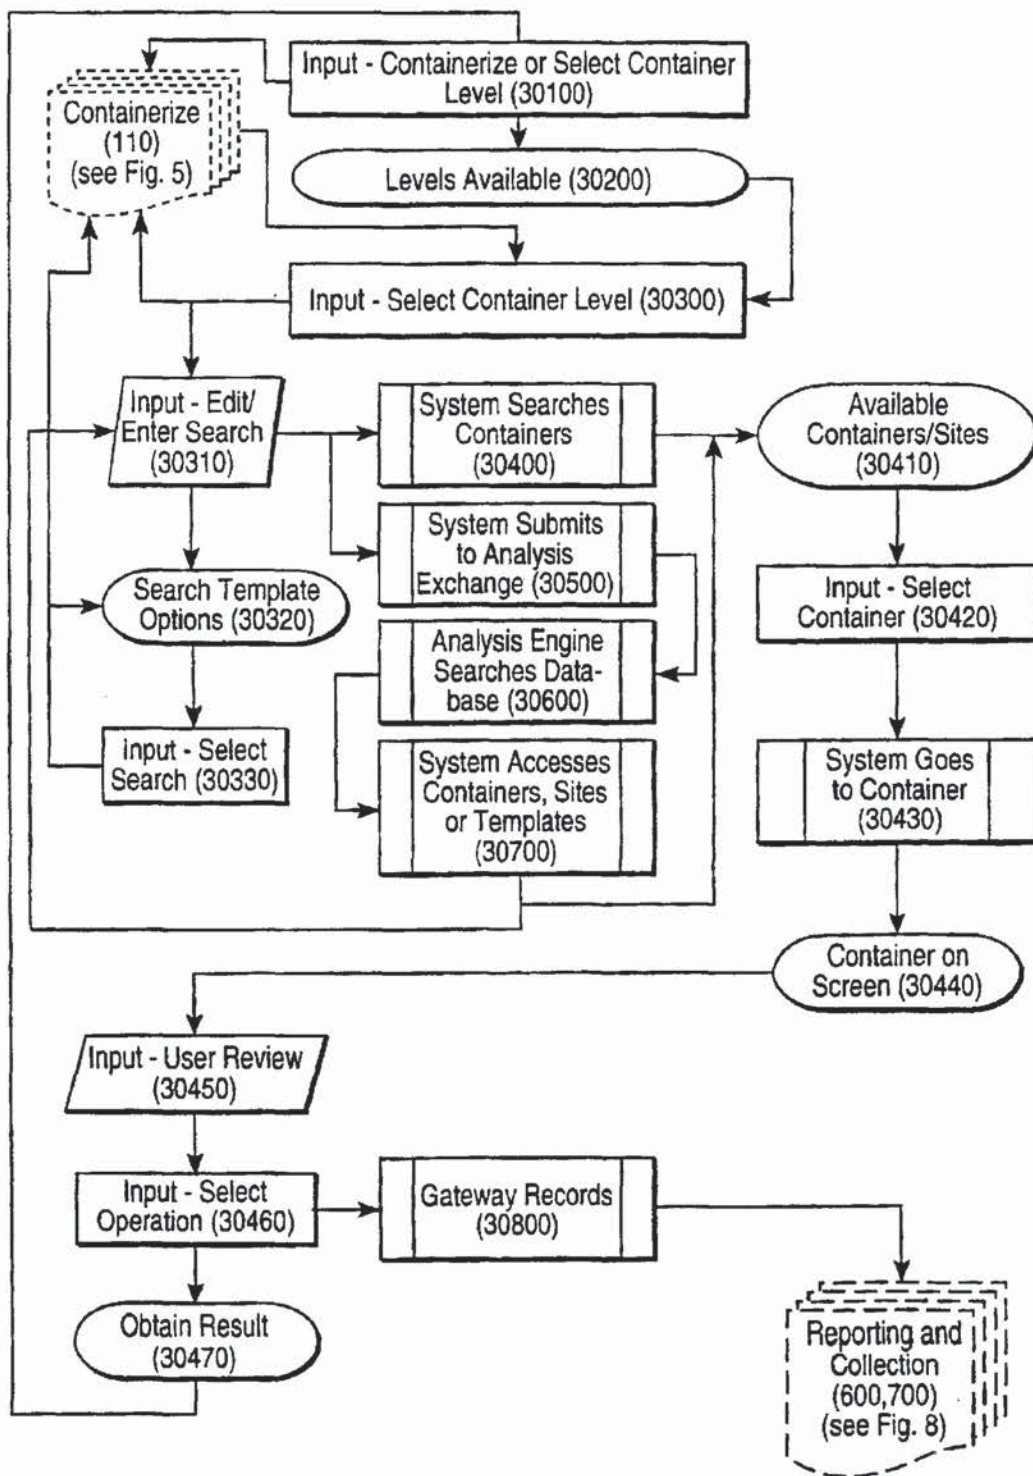 Input - Containerize or Select Container
Level (30100)
Containerize
(110)
(see Fig. 5)
Levels Available (30200)
Input - Select Container Level (30300)
Input - Edit/
Enter Search
(30310)
System Searches
Containers
(30400)
Available
Containers/Sites
(30410)
System Submits
to Analysis
Exchange (30500)
Search Template
Options (30320)
Input - Select
Container (30420)
Analysis Engine
Searches Data-
base (30600)
Input - Select
Search (30330)
System Accesses
Containers, Sites
or Templates
(30700)
System Goes
to Container
(30430)
Container on
Screen (30440)
Input - User Review
(30450)
Input - Select
Operation (30460)
Gateway Records
(30800)
Obtain Result
(30470)
Reporting and
Collection
(600,700)
(see Fig. 8)